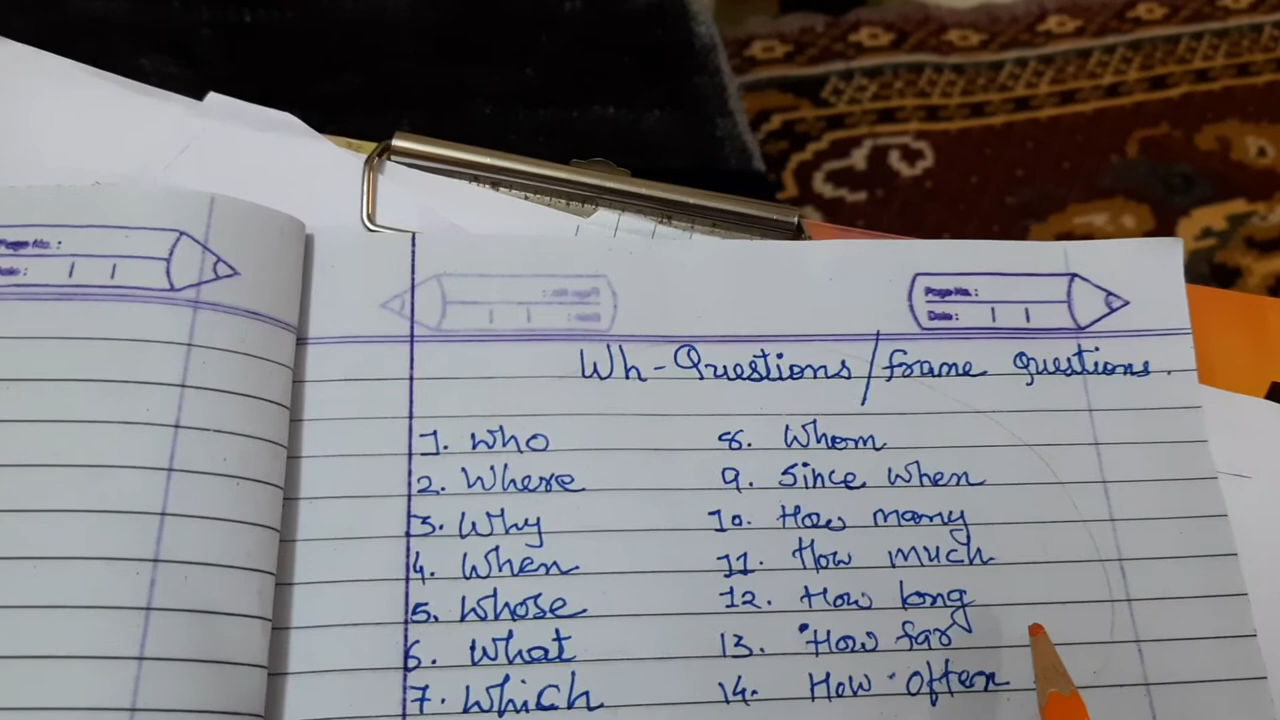 Page No. :
Date :
Page No. :
Date :
Wh-Questions/frame questions.
1. Who
2. Where
3. Why
4. When
5. Whose
6. What
7. Which
8. Whom
9. Since when
10. How many
11. How much
12. How long
13. How far
14. How often